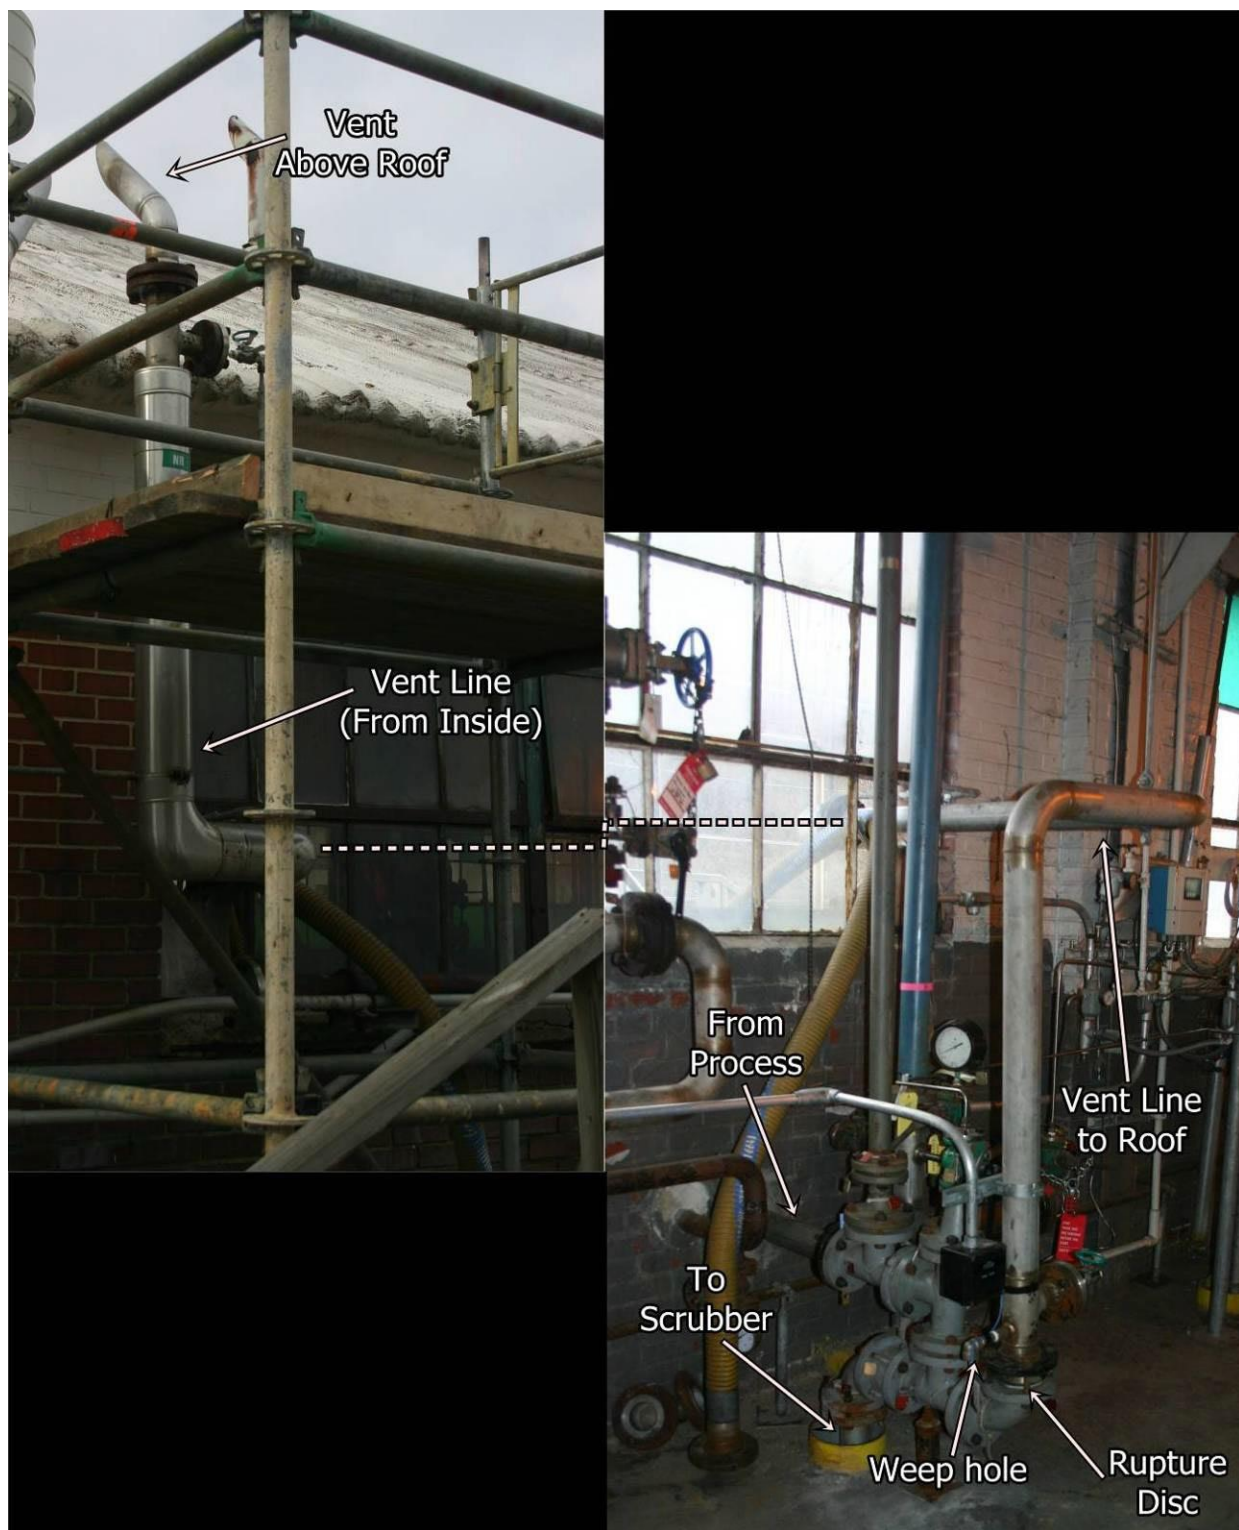 Vent
Above Roof
NII
Vent Line
(From Inside)
From
Process
Vent Line
to Roof
To
Scrubber
Weep hole
Rupture
Disc